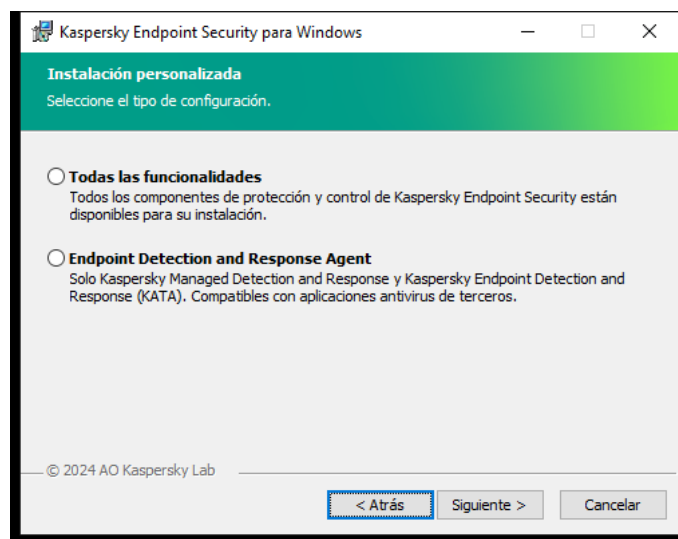 Kaspersky Endpoint Security para Windows
Instalación personalizada
Seleccione el tipo de configuración.
Todas las funcionalidades
Todos los componentes de protección y control de Kaspersky Endpoint Security están
disponibles para su instalación.
Endpoint Detection and Response Agent
Solo Kaspersky Managed Detection and Response y Kaspersky Endpoint Detection and
Response (KATA). Compatibles con aplicaciones antivirus de terceros.
© 2024 AO Kaspersky Lab
< Atrás
Siguiente >
Cancelar